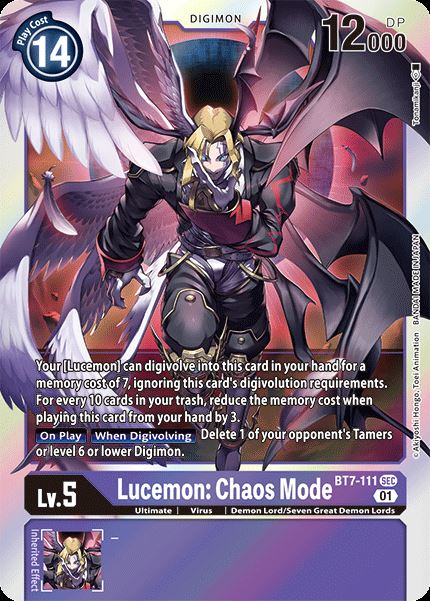 DIGIMON
Play Cost
14
12000
DP
Tonamikanji
©Akiyoshi Hongo, Toei Animation BANDAI MADE IN JAPAN
Your [Lucemon] can digivolve into this card in your hand for a
memory cost of 7, ignoring this card's digivolution requirements.
For every 10 cards in your trash, reduce the memory cost when
playing this card from your hand by 3.
On Play When Digivolving Delete 1 of your opponent's Tamers
or level 6 or lower Digimon.
Lv.5
Lucemon: Chaos Mode
BT7-111 SEC
01
Ultimate | Virus | Demon Lord/Seven Great Demon Lords
Inherited Effect
–